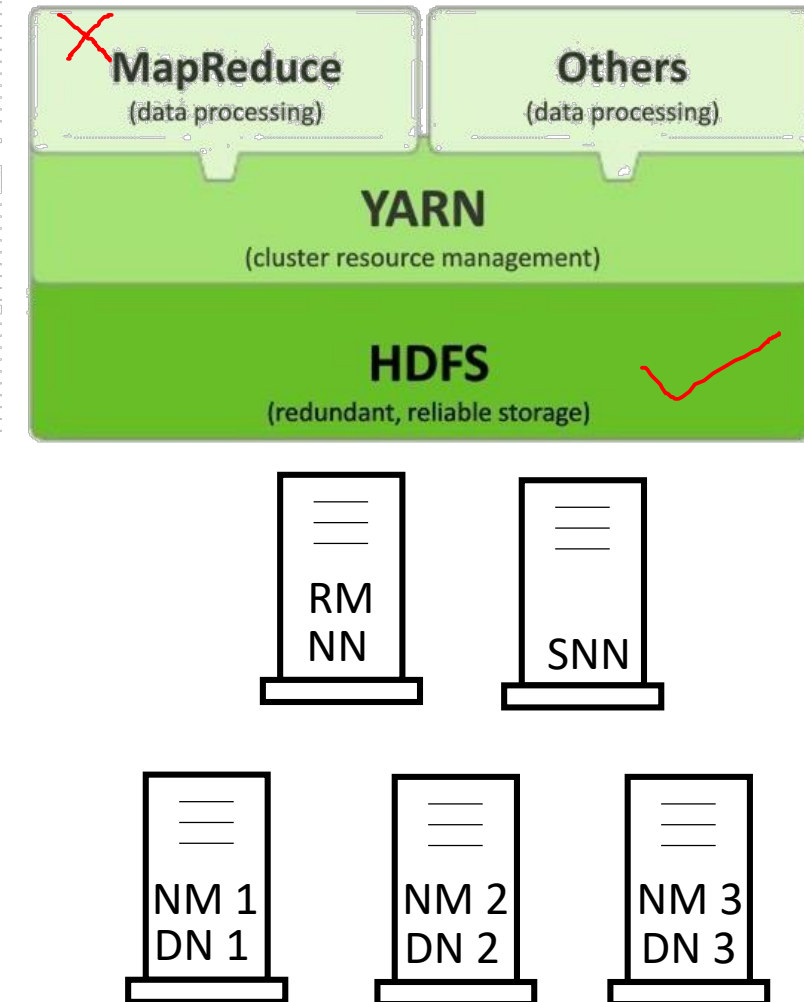 MapReduce
(data processing)
Others
(data processing)
YARN
(cluster resource management)
HDFS
(redundant, reliable storage)
RM
NN
SNN
NM 1
DN 1
NM 2
DN 2
NM 3
DN 3